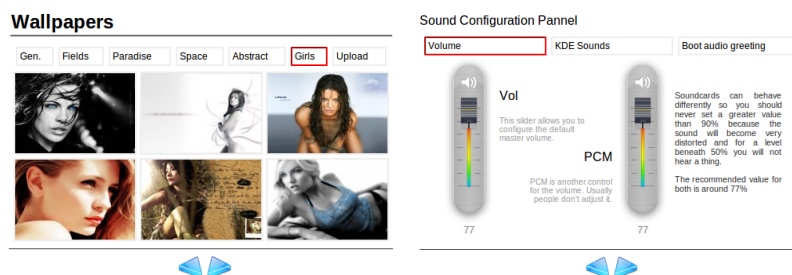 Wallpapers
Gen.
Fields
Paradise
Space
Abstract
Girls
Upload
Sound Configuration Pannel
Volume
KDE Sounds
Boot audio greeting
Vol
This slider allows you to
configure the default
master volume.
PCM
PCM is another control
for the volume. Usually
people don't adjust it.
77
77
Soundcards can behave
differently so you should
never set a greater value
than 90% because the
sound will become very
distorted and for a level
beneath 50% you will not
hear a thing.
The recommended value for
both is around 77%